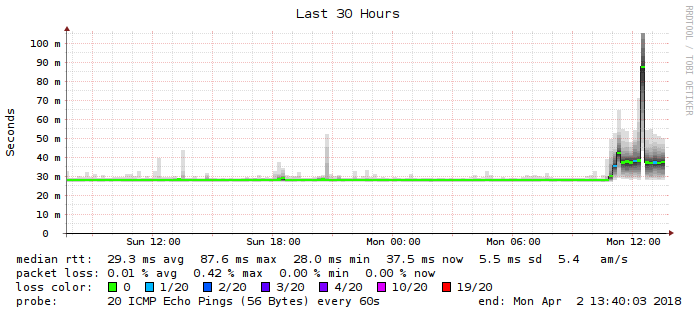 Last 30 Hours
RRDTOOL / TOBI OETIKER
Seconds
100 m
90 m
80 m
70 m
60 m
50 m
40 m
30 m
20 m
10 m
0
Sun 12:00 Sun 18:00 Mon 00:00 Mon 06:00 Mon 12:00
median rtt: 29.3 ms avg 87.6 ms max 28.0 ms min 37.5 ms now 5.5 ms sd 5.4 am/s
packet loss: 0.01 % avg 0.42 % max 0.00 % min 0.00 % now
loss color: 0 1/20 2/20 3/20 4/20 10/20 19/20
probe: 20 ICMP Echo Pings (56 Bytes) every 60s end: Mon Apr 2 13:40:03 2018